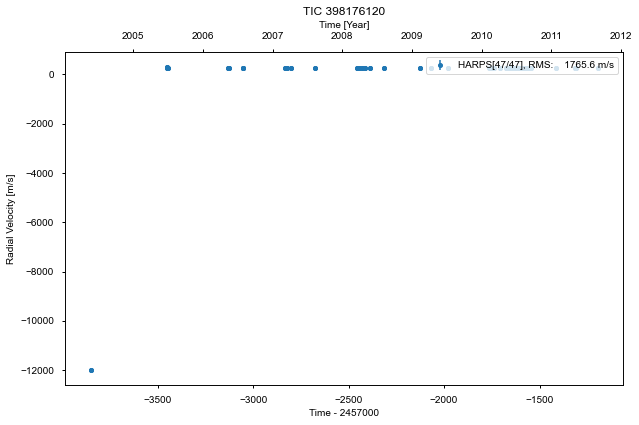 TIC 398176120
Time [Year]
2005 2006 2007 2008 2009 2010 2011 2012
HARPS[47/47], RMS: 1765.6 m/s
Radial Velocity [m/s]
0
−2000
−4000
−6000
−8000
−10000
−12000
−3500 −3000 −2500 −2000 −1500
Time - 2457000